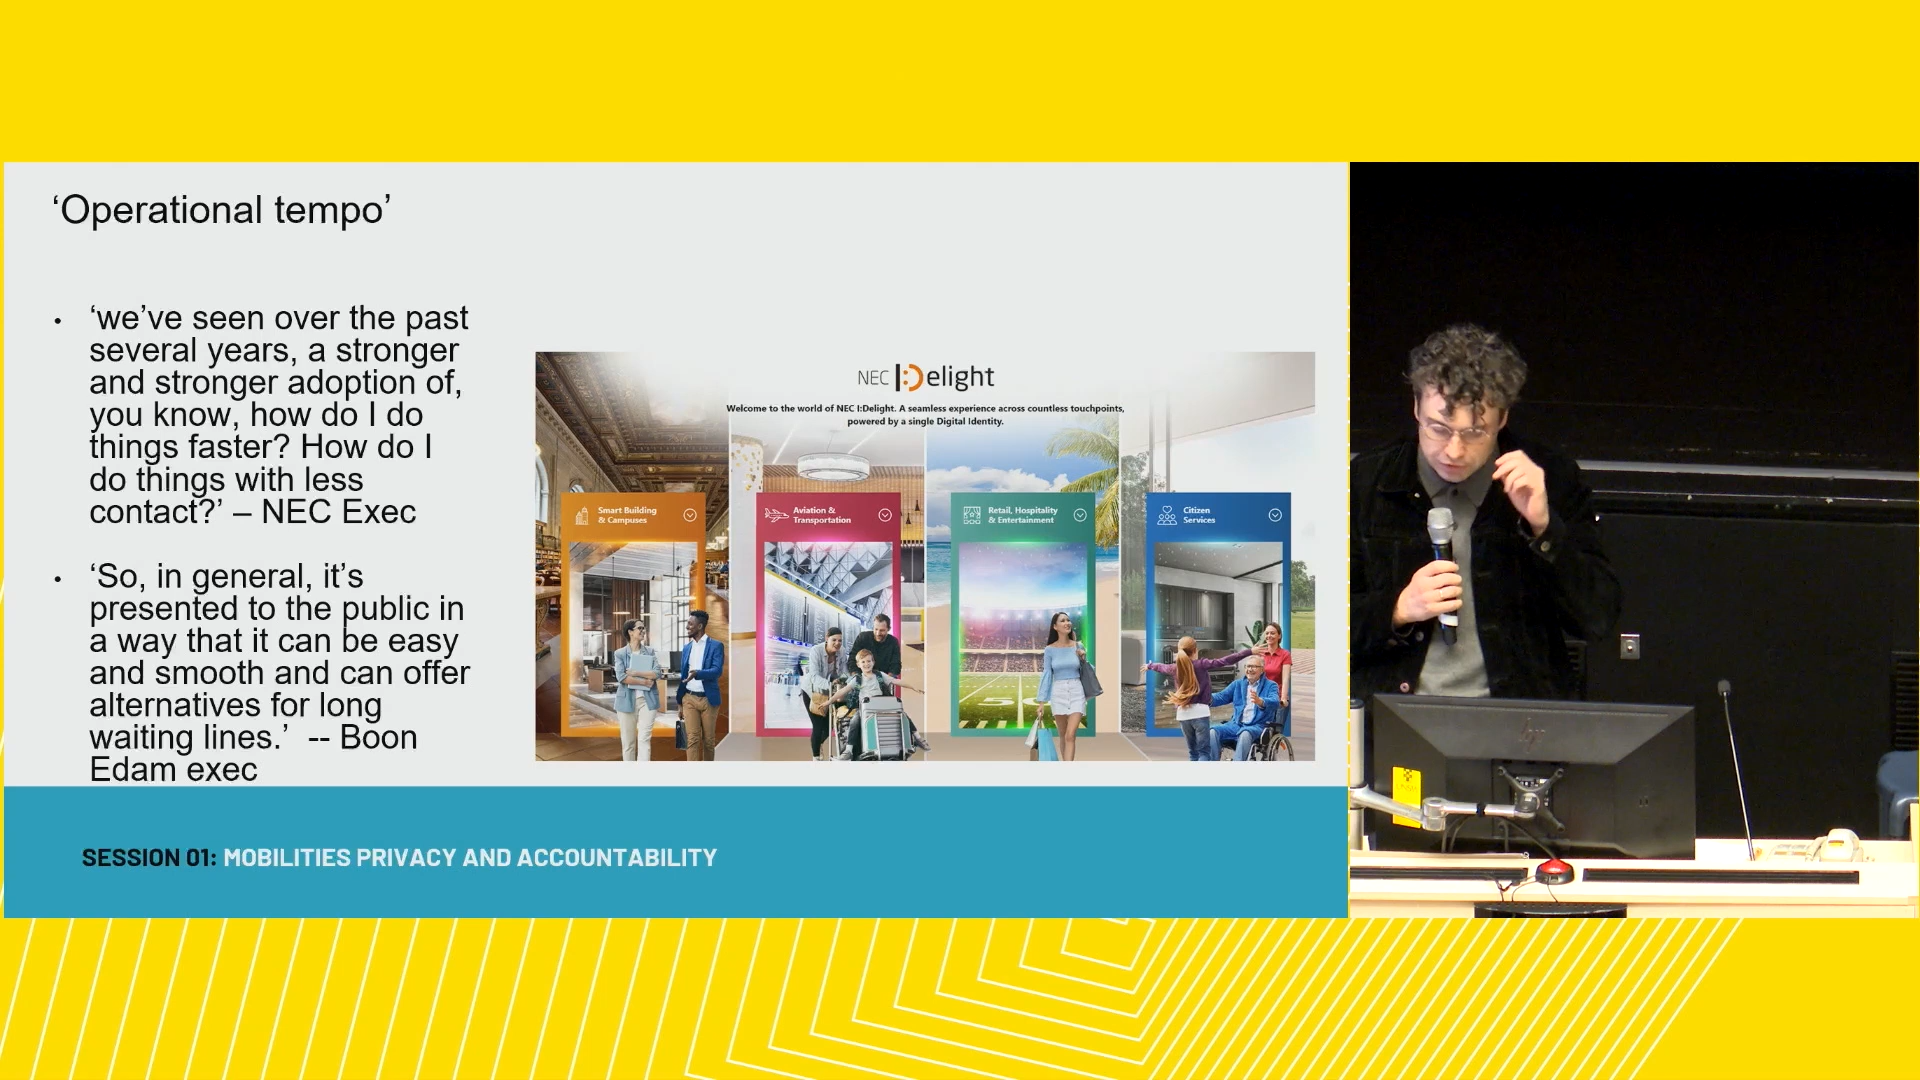 ‘Operational tempo’
• ‘we’ve seen over the past
several years, a stronger
and stronger adoption of,
you know, how do I do
things faster? How do I
do things with less
contact?’ – NEC Exec
• ‘So, in general, it’s
presented to the public in
a way that it can be easy
and smooth and can offer
alternatives for long
waiting lines.’  -- Boon
Edam exec
NEC I:Delight
Welcome to the world of NEC I:Delight. A seamless experience across countless touchpoints,
powered by a single Digital Identity.
Smart Building
& Campuses
Aviation &
Transportation
Retail, Hospitality
& Entertainment
Citizen
Services
SESSION 01: MOBILITIES PRIVACY AND ACCOUNTABILITY
hp